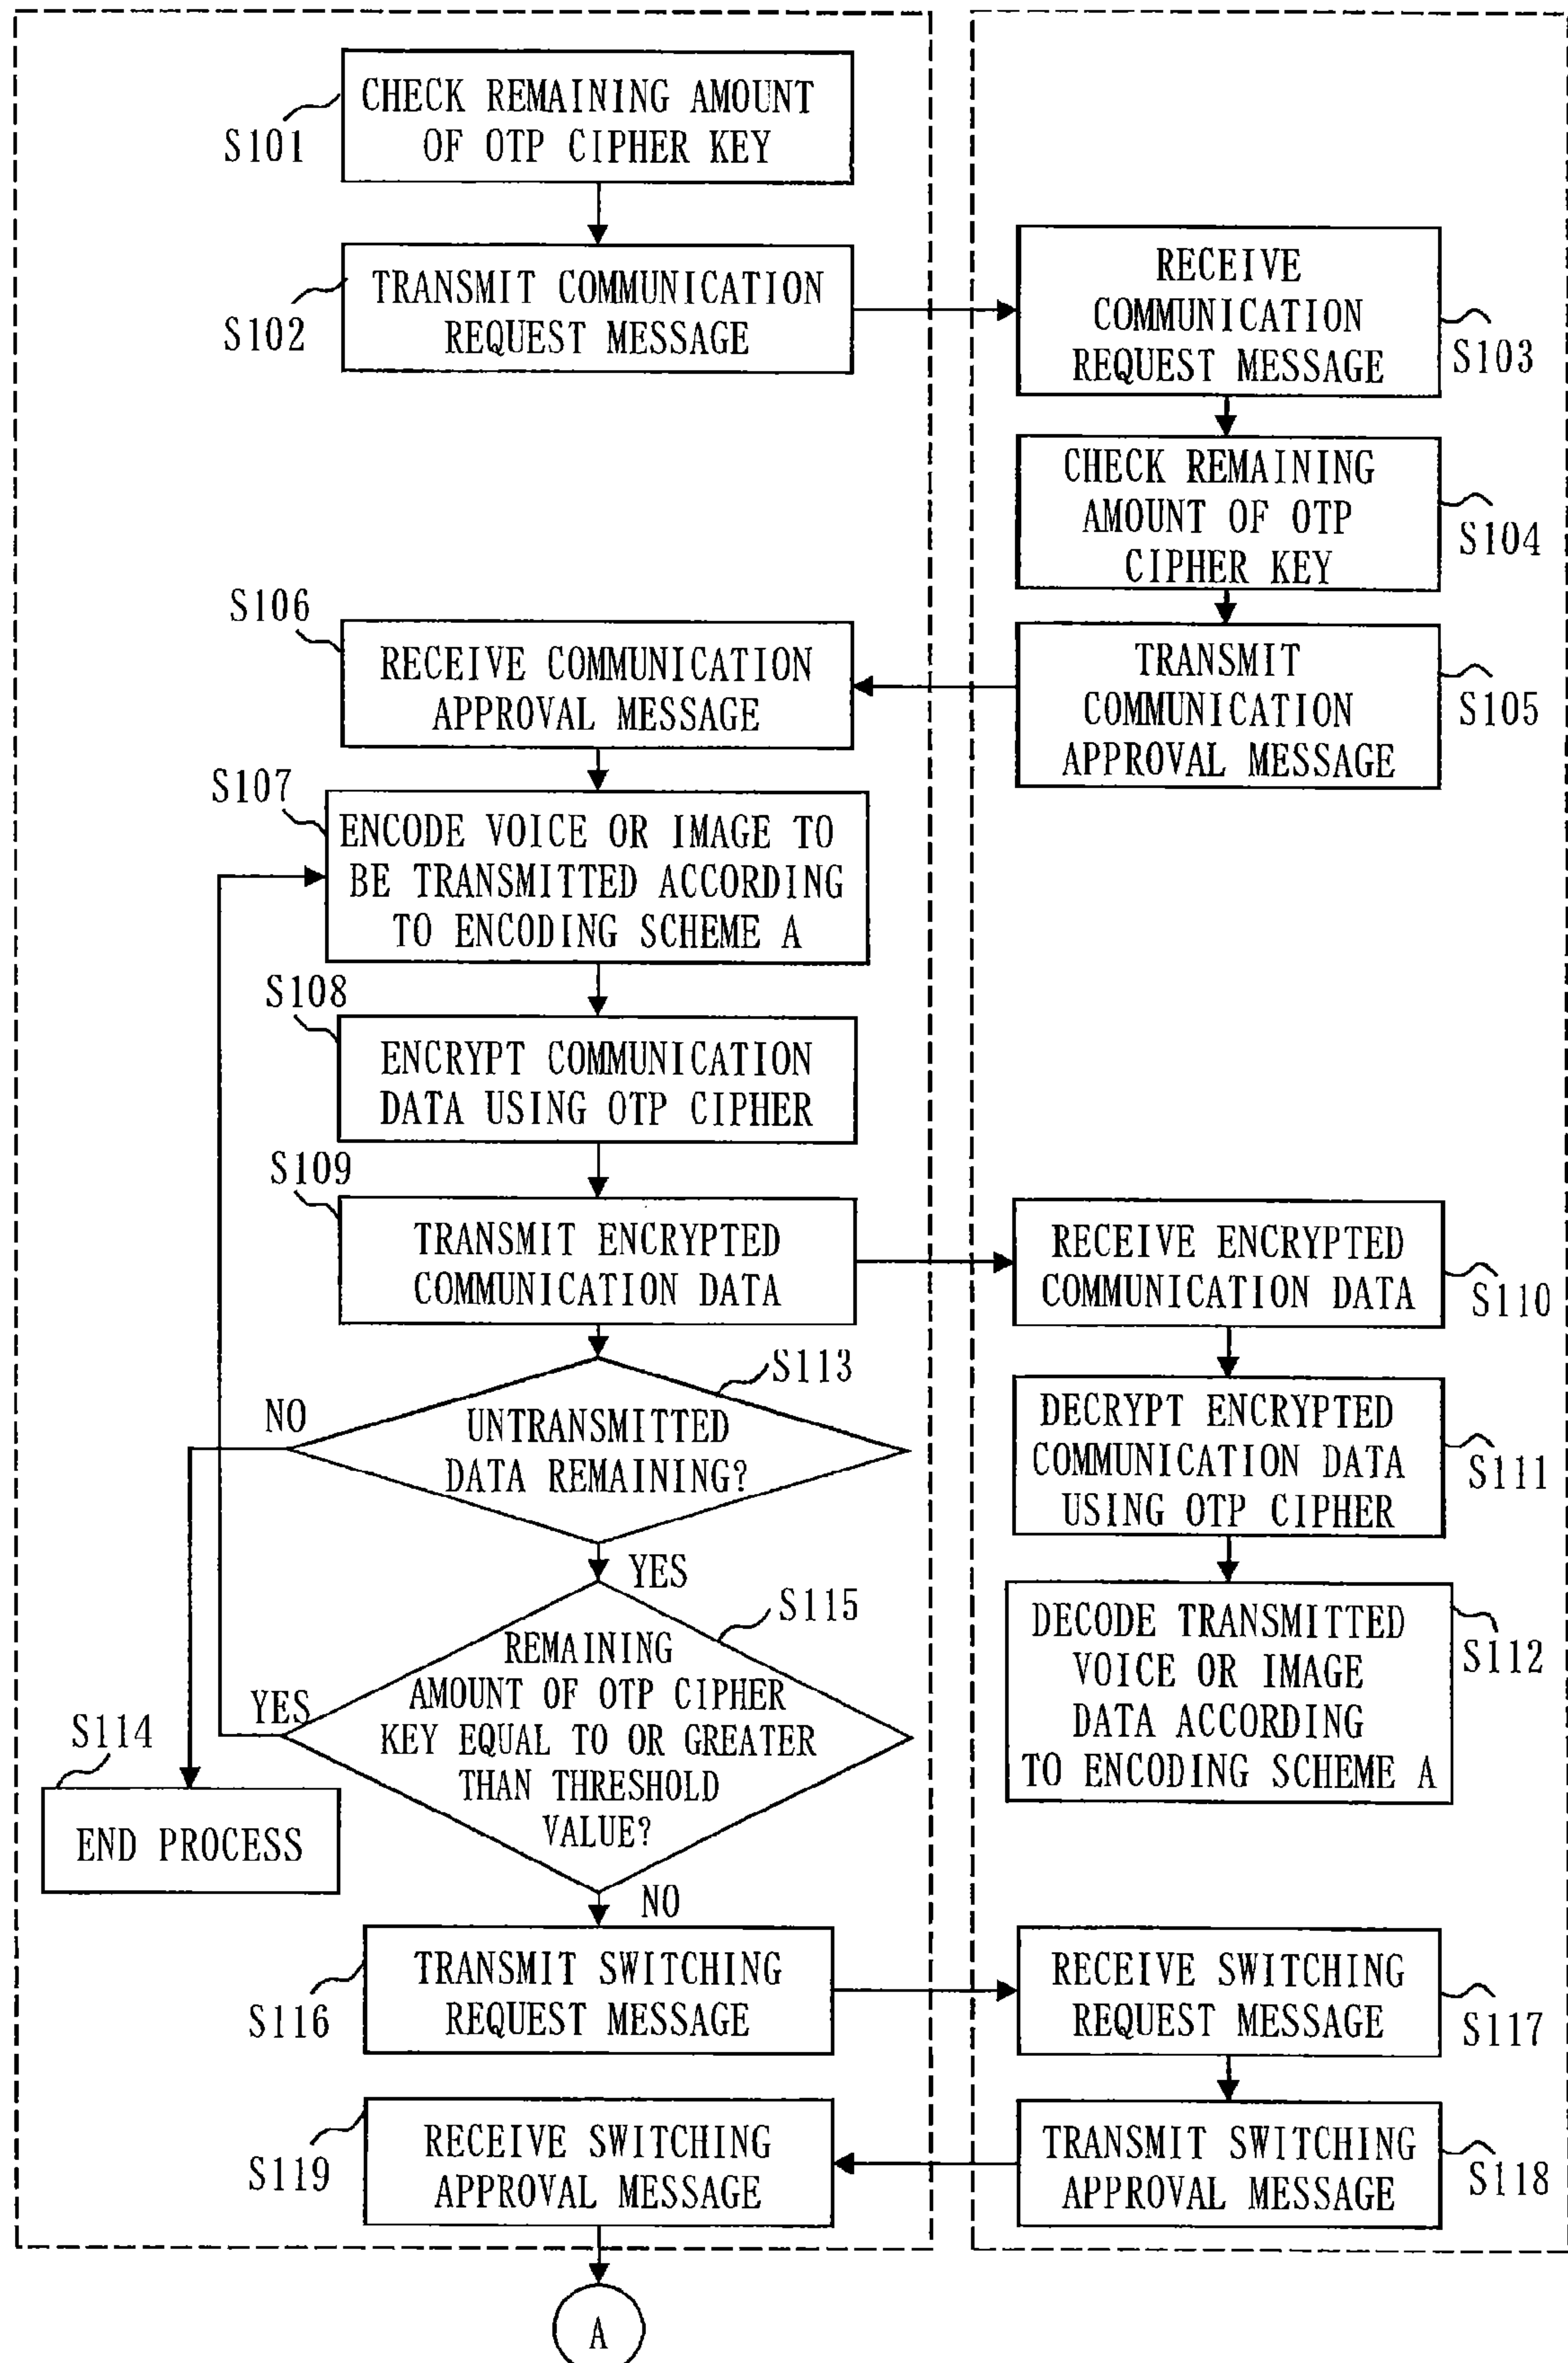 CHECK REMAINING AMOUNT
OF OTP CIPHER KEY
S101
TRANSMIT COMMUNICATION
REQUEST MESSAGE
S102
RECEIVE
COMMUNICATION
REQUEST MESSAGE
S103
CHECK REMAINING
AMOUNT OF OTP
CIPHER KEY
S104
TRANSMIT
COMMUNICATION
APPROVAL MESSAGE
S105
S106
RECEIVE COMMUNICATION
APPROVAL MESSAGE
S107
ENCODE VOICE OR IMAGE TO
BE TRANSMITTED ACCORDING
TO ENCODING SCHEME A
S108
ENCRYPT COMMUNICATION
DATA USING OTP CIPHER
S109
TRANSMIT ENCRYPTED
COMMUNICATION DATA
RECEIVE ENCRYPTED
COMMUNICATION DATA
S110
DECRYPT ENCRYPTED
COMMUNICATION DATA
USING OTP CIPHER
S111
DECODE TRANSMITTED
VOICE OR IMAGE
DATA ACCORDING
TO ENCODING SCHEME A
S112
S113
NO
UNTRANSMITTED
DATA REMAINING?
YES
S115
REMAINING
AMOUNT OF OTP CIPHER
KEY EQUAL TO OR GREATER
THAN THRESHOLD
VALUE?
YES
S114
END PROCESS
NO
TRANSMIT SWITCHING
REQUEST MESSAGE
S116
RECEIVE SWITCHING
REQUEST MESSAGE
S117
TRANSMIT SWITCHING
APPROVAL MESSAGE
S118
RECEIVE SWITCHING
APPROVAL MESSAGE
S119
A